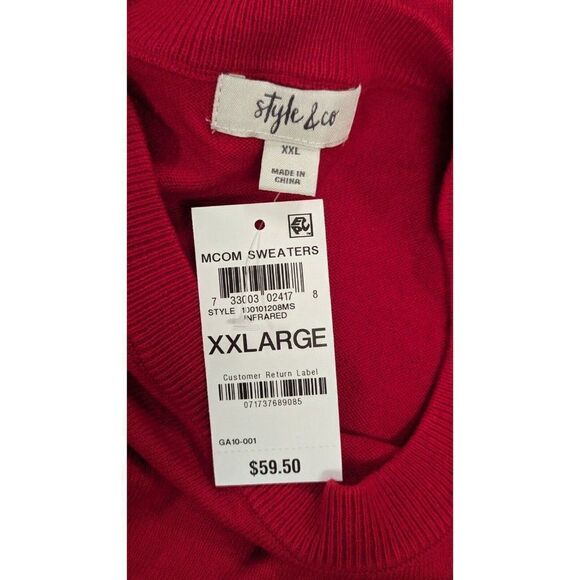 style & co
XXL
MADE IN
CHINA
MCOM SWEATERS
7 33003 02417 8
STYLE 100101208MS
INFRARED
XXLARGE
Customer Return Label
071737689085
GA10-001
$59.50